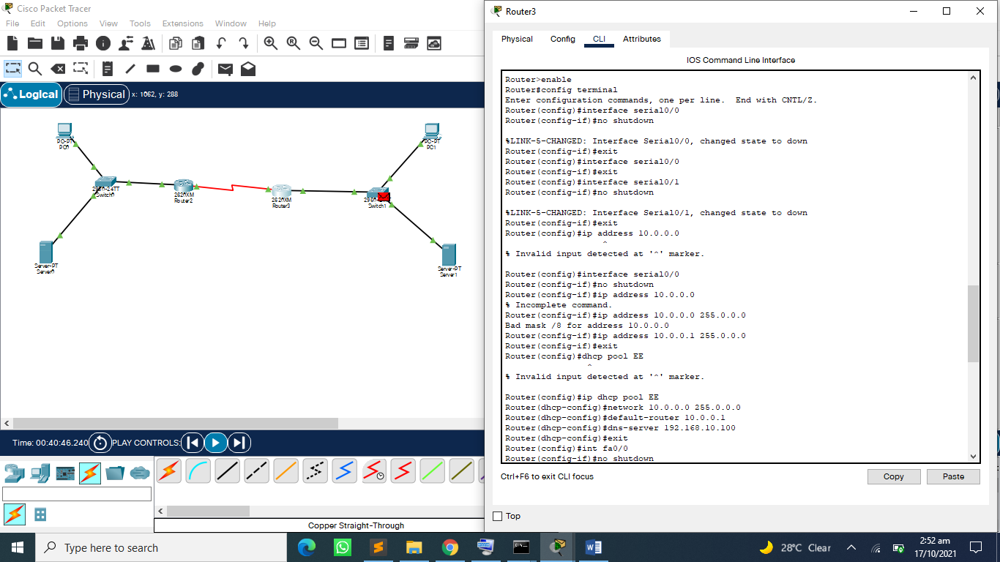 Cisco Packet Tracer
File Edit Options View Tools Extensions Window Help
Logical Physical x: 1062, y: 288
PC-PT
PC0
PC-PT
PC1
2950-24TT
Switch0
2620XM
Router2
2620XM
Router3
Switch1
Server-PT
Server0
Server-PT
Server1
Time: 00:40:46.240 PLAY CONTROLS:
Copper Straight-Through
Router3
Physical Config CLI Attributes
IOS Command Line Interface
Router>enable
Router#config terminal
Enter configuration commands, one per line. End with CNTL/Z.
Router(config)#interface serial0/0
Router(config-if)#no shutdown
%LINK-5-CHANGED: Interface Serial0/0, changed state to down
Router(config-if)#exit
Router(config)#interface serial0/0
Router(config-if)#exit
Router(config)#interface serial0/1
Router(config-if)#no shutdown
%LINK-5-CHANGED: Interface Serial0/1, changed state to down
Router(config-if)#exit
Router(config)#ip address 10.0.0.0
^
% Invalid input detected at '^' marker.
Router(config)#interface serial0/0
Router(config-if)#no shutdown
Router(config-if)#ip address 10.0.0.0
% Incomplete command.
Router(config-if)#ip address 10.0.0.0 255.0.0.0
Bad mask /8 for address 10.0.0.0
Router(config-if)#ip address 10.0.0.1 255.0.0.0
Router(config-if)#exit
Router(config)#dhcp pool EE
^
% Invalid input detected at '^' marker.
Router(config)#ip dhcp pool EE
Router(dhcp-config)#network 10.0.0.0 255.0.0.0
Router(dhcp-config)#default-router 10.0.0.1
Router(dhcp-config)#dns-server 192.168.10.100
Router(dhcp-config)#exit
Router(config)#int fa0/0
Router(config-if)#no shutdown
Ctrl+F6 to exit CLI focus
Copy Paste
Top
Type here to search
28°C Clear
2:52 am
17/10/2021